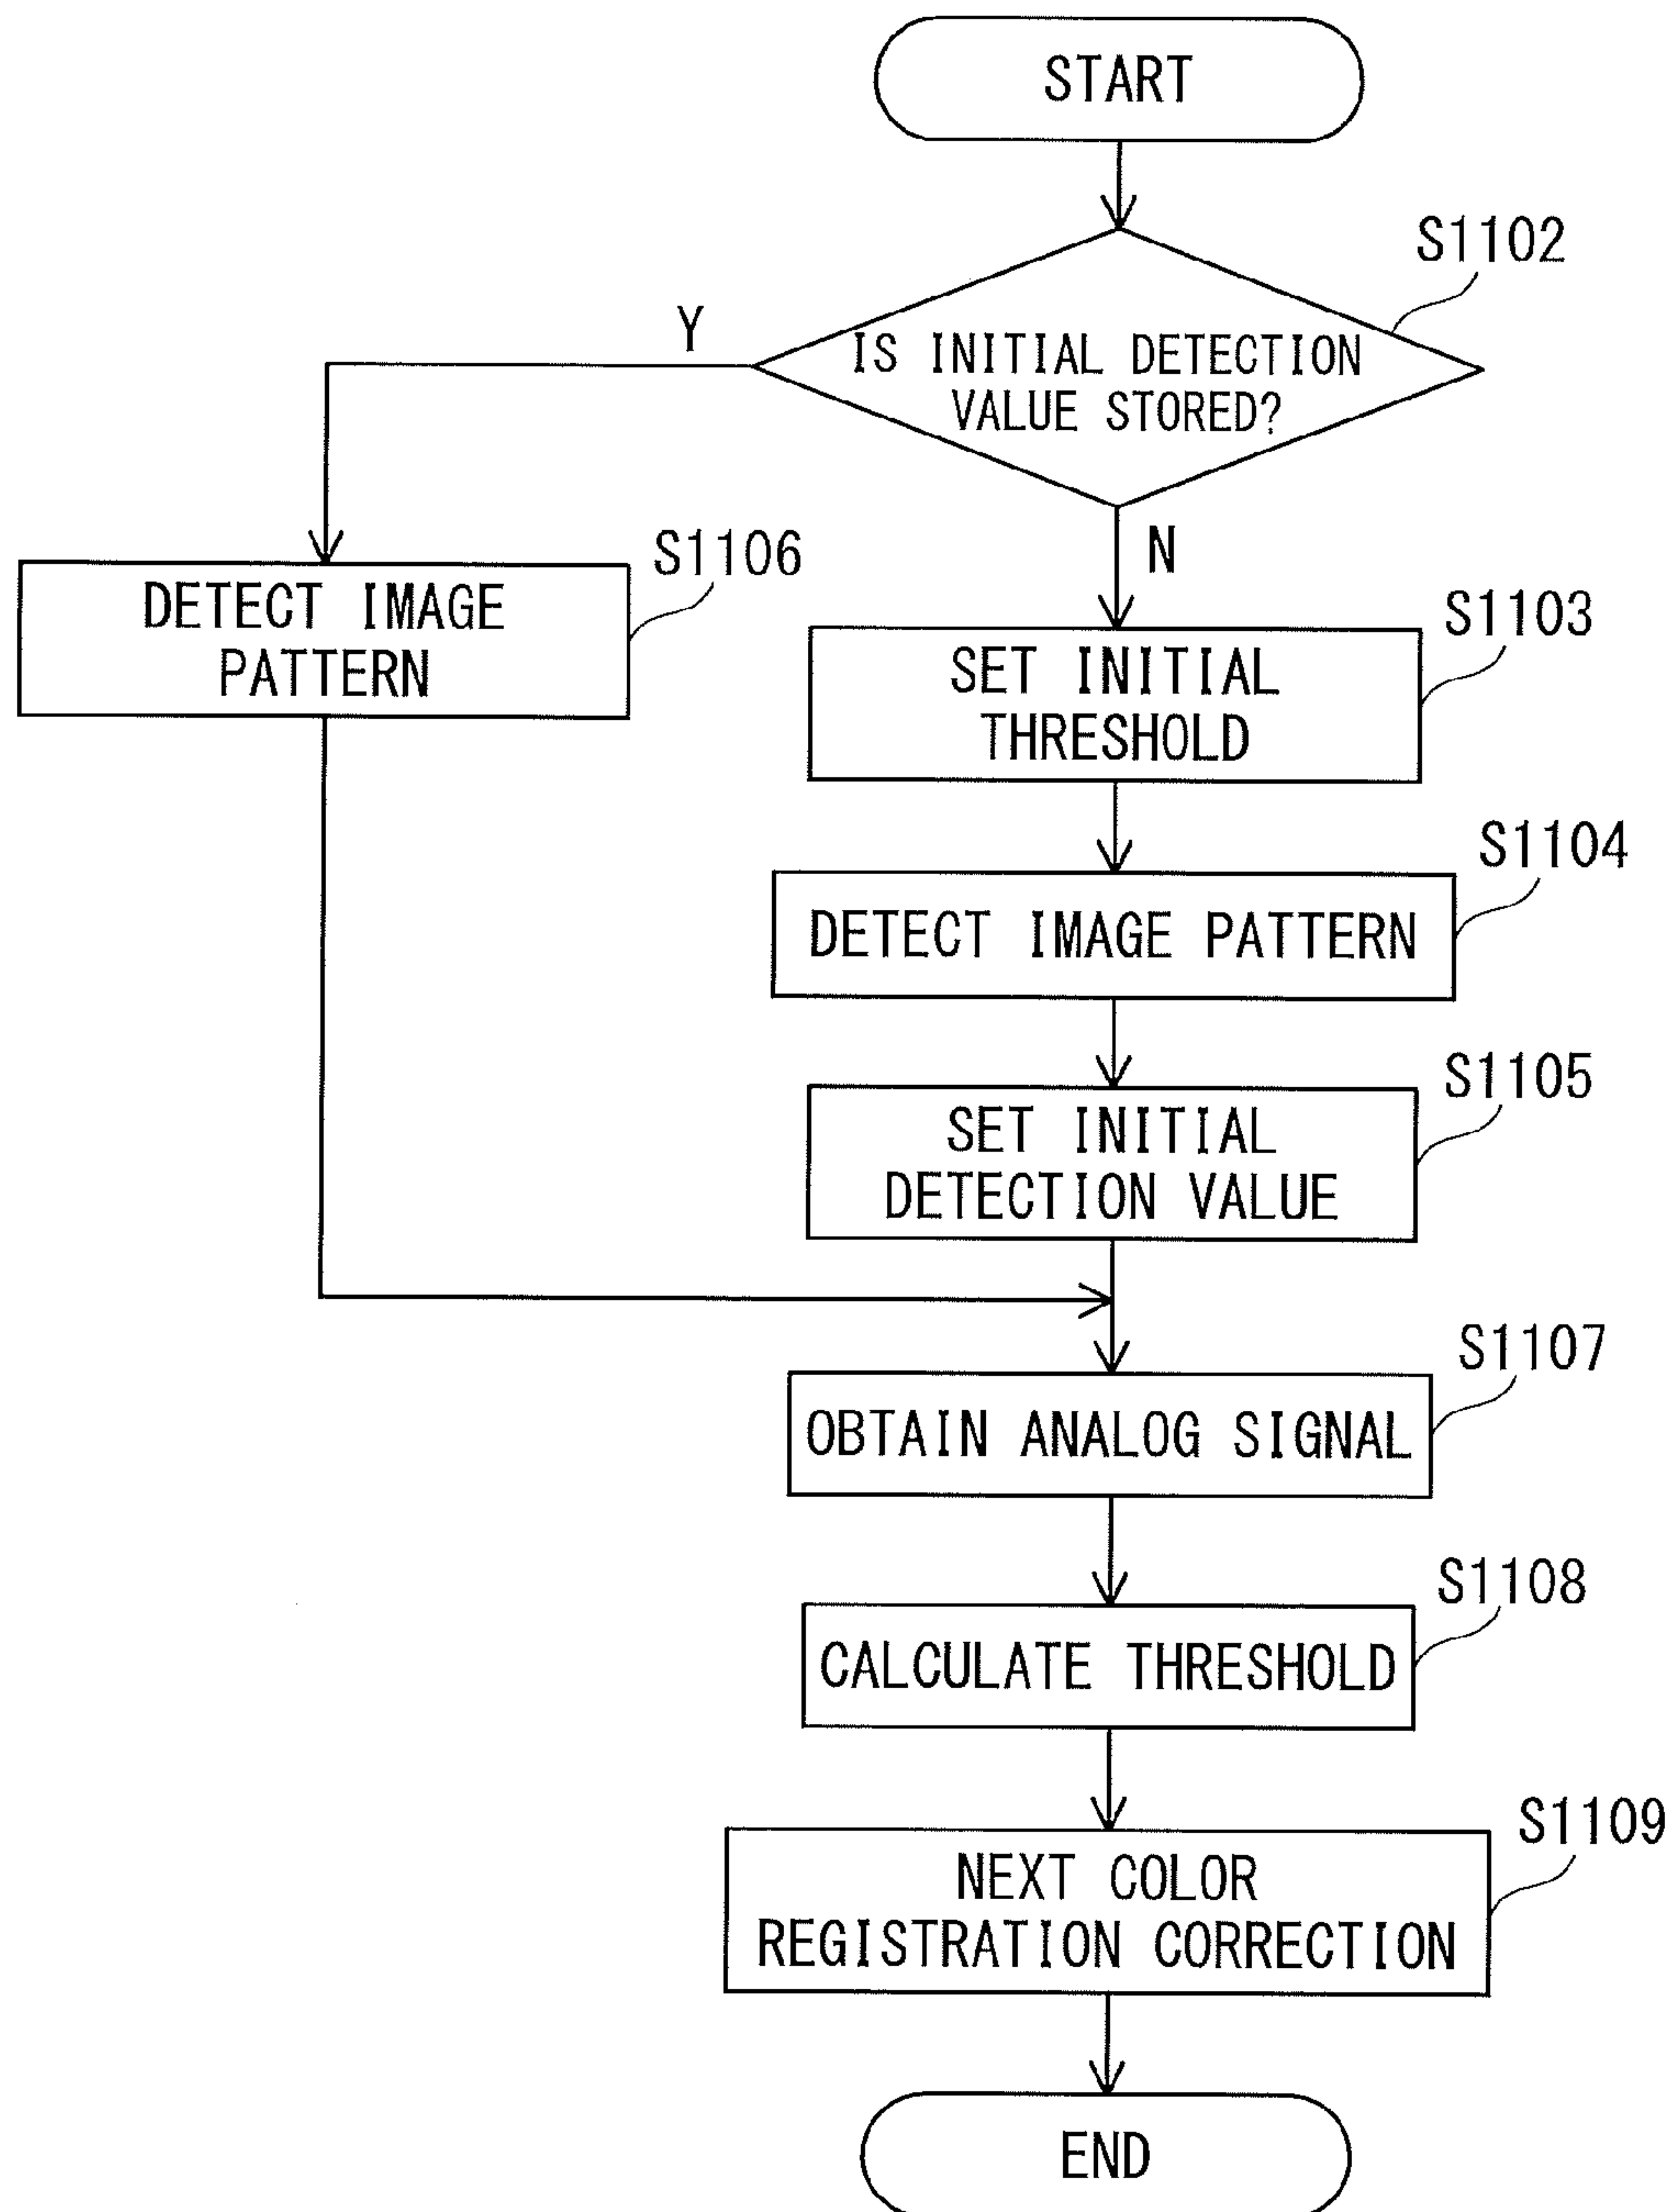 START
S1102
Y
IS INITIAL DETECTION
VALUE STORED?
N
S1106
DETECT IMAGE
PATTERN
S1103
SET INITIAL
THRESHOLD
S1104
DETECT IMAGE PATTERN
S1105
SET INITIAL
DETECTION VALUE
S1107
OBTAIN ANALOG SIGNAL
S1108
CALCULATE THRESHOLD
S1109
NEXT COLOR
REGISTRATION CORRECTION
END